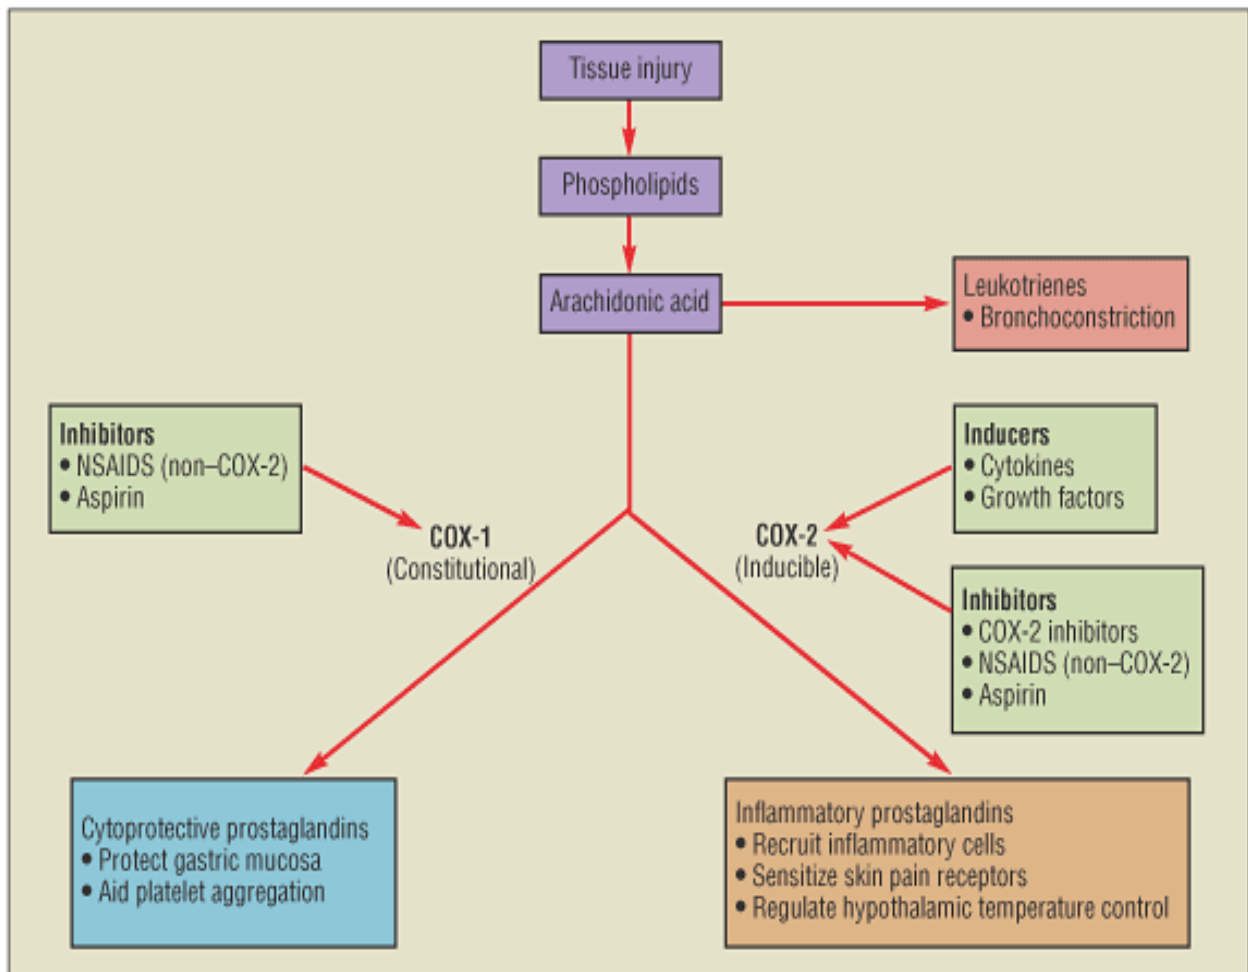 Tissue injury
Phospholipids
Arachidonic acid
Leukotrienes
• Bronchoconstriction
Inhibitors
• NSAIDS (non–COX-2)
• Aspirin
COX-1
(Constitutional)
COX-2
(Inducible)
Inducers
• Cytokines
• Growth factors
Inhibitors
• COX-2 inhibitors
• NSAIDS (non–COX-2)
• Aspirin
Cytoprotective prostaglandins
• Protect gastric mucosa
• Aid platelet aggregation
Inflammatory prostaglandins
• Recruit inflammatory cells
• Sensitize skin pain receptors
• Regulate hypothalamic temperature control